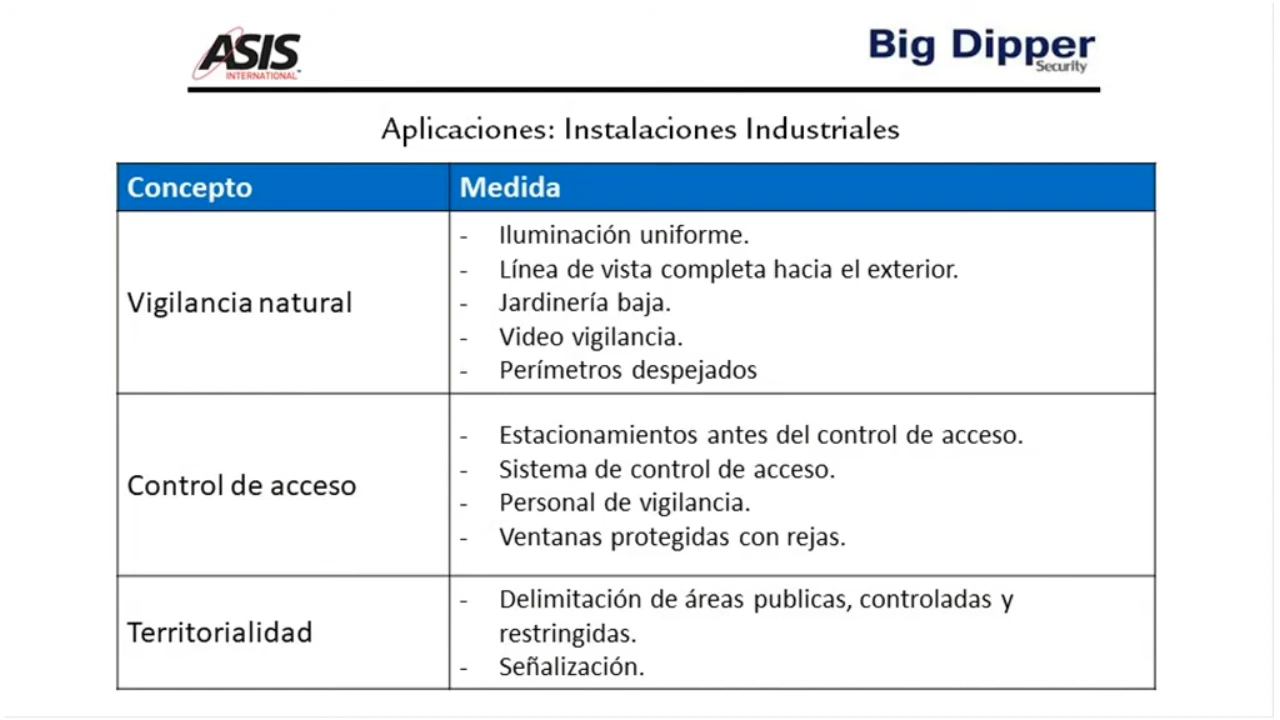 ASIS
INTERNATIONAL
Big Dipper
Security
Aplicaciones: Instalaciones Industriales
Concepto
Medida
Vigilancia natural
- Iluminación uniforme.
- Línea de vista completa hacia el exterior.
- Jardinería baja.
- Video vigilancia.
- Perímetros despejados
Control de acceso
- Estacionamientos antes del control de acceso.
- Sistema de control de acceso.
- Personal de vigilancia.
- Ventanas protegidas con rejas.
Territorialidad
- Delimitación de áreas publicas, controladas y
restringidas.
- Señalización.